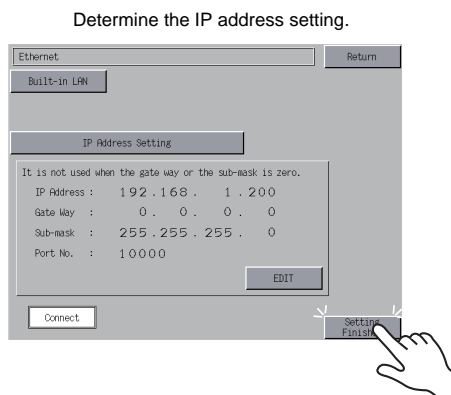 Determine the IP address setting.
Ethernet
Return
Built-in LAN
IP Address Setting
It is not used when the gate way or the sub-mask is zero.
IP Address : 192.168. 1.200
Gate Way : 0. 0. 0. 0
Sub-mask : 255.255.255. 0
Port No. : 10000
EDIT
Connect
Setting